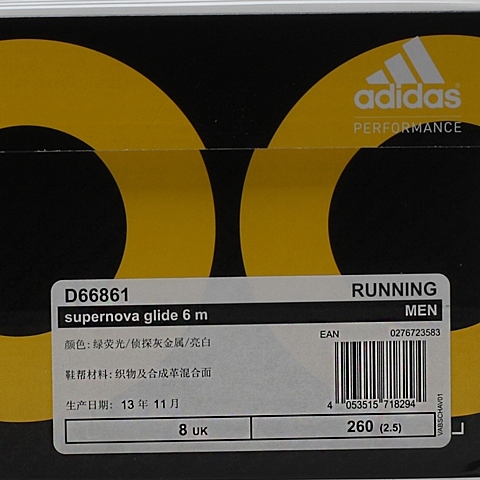 adidas
PERFORMANCE
D66861 RUNNING
supernova glide 6 m MEN
颜色: 绿荧光/侦探灰金属/亮白
EAN 0276723583
鞋帮材料: 织物及合成革混合面
生产日期: 13 年 11 月
4 053515 718294
VABSCHAV01
8 UK 260 (2.5)